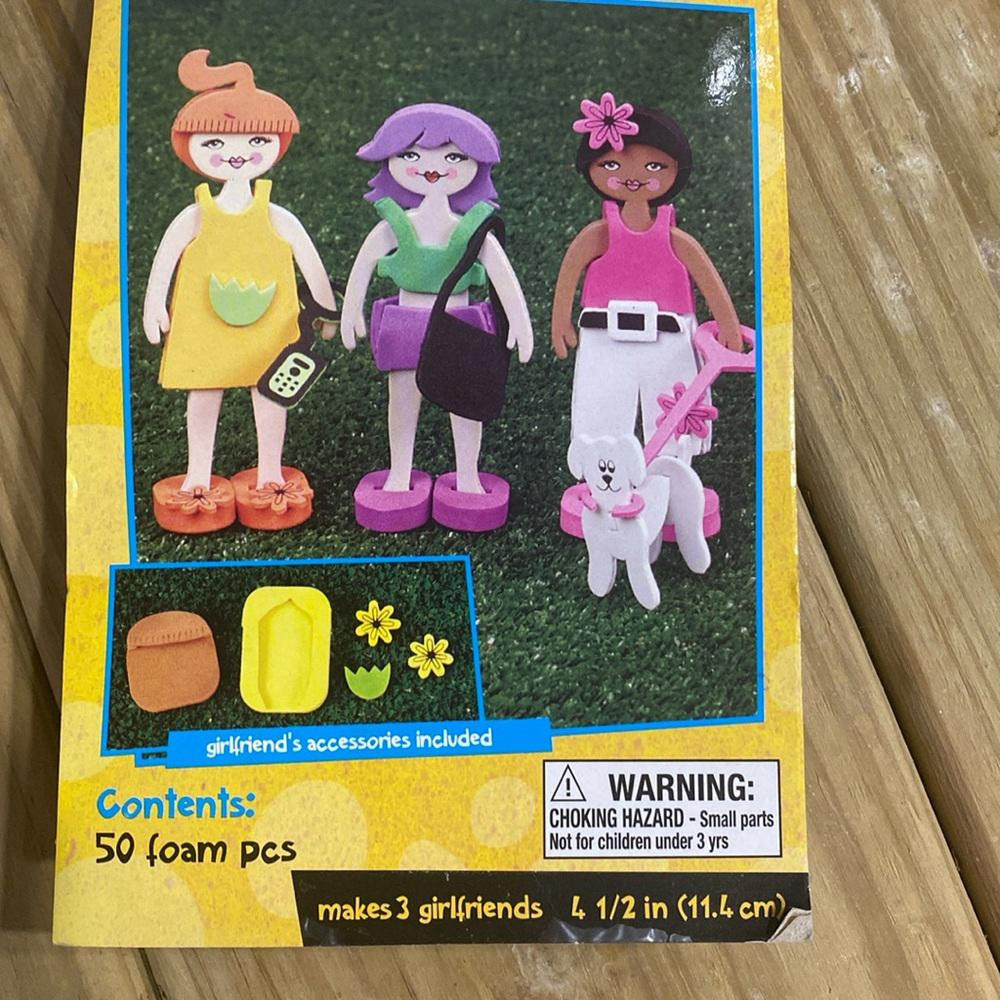 girlfriend's accessories included
Contents:
50 foam pcs
WARNING:
CHOKING HAZARD - Small parts
Not for children under 3 yrs
makes 3 girlfriends 4 1/2 in (11.4 cm)